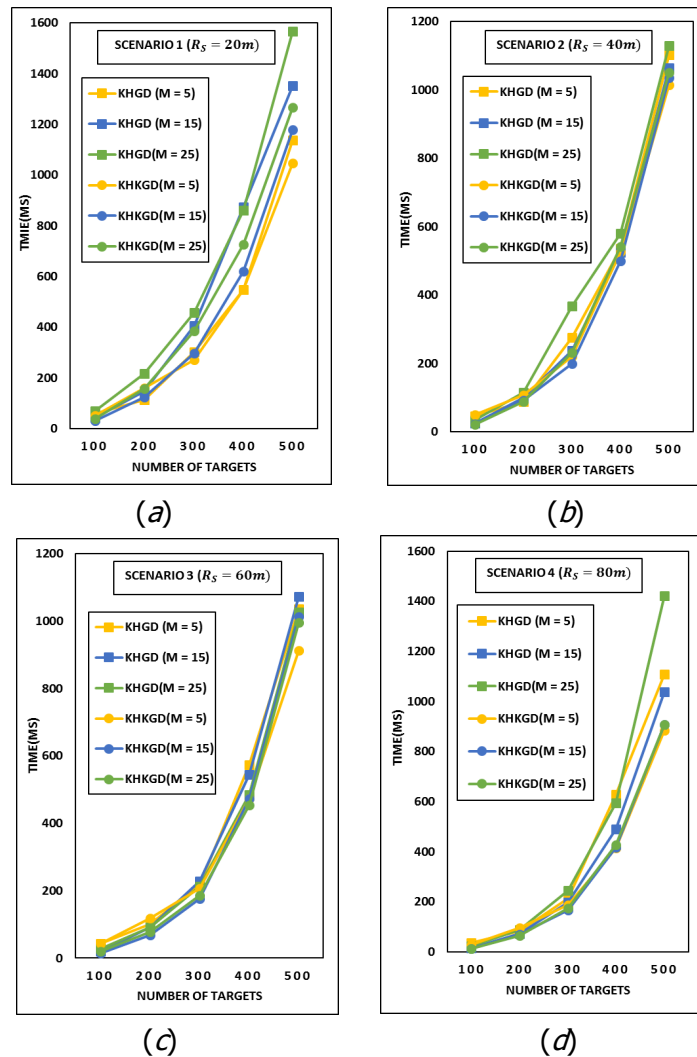 SCENARIO 1 (R_S = 20m)
KHGD (M = 5)
KHGD (M = 15)
KHGD(M = 25)
KHKGD(M = 5)
KHKGD(M = 15)
KHKGD(M = 25)
TMIE(MS)
1600
1400
1200
1000
800
600
400
200
0
100 200 300 400 500
NUMBER OF TARGETS
(a)
SCENARIO 2 (R_S = 40m)
KHGD (M = 5)
KHGD (M = 15)
KHGD(M = 25)
KHKGD(M = 5)
KHKGD(M = 15)
KHKGD(M = 25)
TIME(MS)
1200
1000
800
600
400
200
0
100 200 300 400 500
NUMBER OF TARGETS
(b)
SCENARIO 3 (R_S = 60m)
KHGD (M = 5)
KHGD (M = 15)
KHGD(M = 25)
KHKGD(M = 5)
KHKGD(M = 15)
KHKGD(M = 25)
TIME(MS)
1200
1000
800
600
400
200
0
100 200 300 400 500
NUMBER OF TARGETS
(c)
SCENARIO 4 (R_S = 80m)
KHGD (M = 5)
KHGD (M = 15)
KHGD(M = 25)
KHKGD(M = 5)
KHKGD(M = 15)
KHKGD(M = 25)
TIME(MS)
1600
1400
1200
1000
800
600
400
200
0
100 200 300 400 500
NUMBER OF TARGETS
(d)